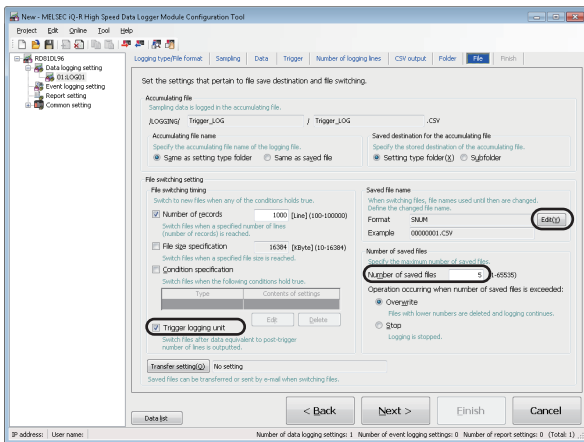 New - MELSEC iQ-R High Speed Data Logger Module Configuration Tool
Project Edit Online Tool Help
RD81DL96
Data logging setting
01:LOG01
Event logging setting
Report setting
Common setting
Logging type/File format Sampling Data Trigger Number of logging lines CSV output Folder File Finish
Set the settings that pertain to file save destination and file switching.
Accumulating file
Sampling data is logged in the accumulating file.
/LOGGING/ Trigger_LOG / Trigger_LOG .CSV
Accumulating file name
Specify the accumulating file name of the logging file.
Same as setting type folder Same as saved file
Saved destination for the accumulating file
Specify the stored destination of the accumulating file.
Setting type folder(X) Subfolder
File switching setting
File switching timing
Switch to new files when any of the conditions holds true.
Number of records 1000 [Line] (100-100000)
Switch files when a specified number of lines
(number of records) is reached.
File size specification 16384 [KByte] (10-16384)
Switch files when a specified file size is reached.
Condition specification
Switch files when the following conditions hold true.
Type Contents of settings
Edit Delete
Trigger logging unit
Switch files after data equivalent to post-trigger
number of lines is outputted.
Saved file name
When switching files, file names used until then are changed.
Define the changed file name.
Format SNUM Edit(Y)
Example 00000001.CSV
Number of saved files
Specify the maximum number of saved files.
Number of saved files 5 (1-65535)
Operation occurring when number of saved files is exceeded:
Overwrite
Files with lower numbers are deleted and logging continues.
Stop
Logging is stopped.
Transfer setting(Q) No setting
Saved files can be transferred or sent by e-mail when switching files.
Data list < Back Next > Finish Cancel
IP address: User name: Number of data logging settings: 1 Number of event logging settings: 0 Number of report settings: 0 (Total: 1)